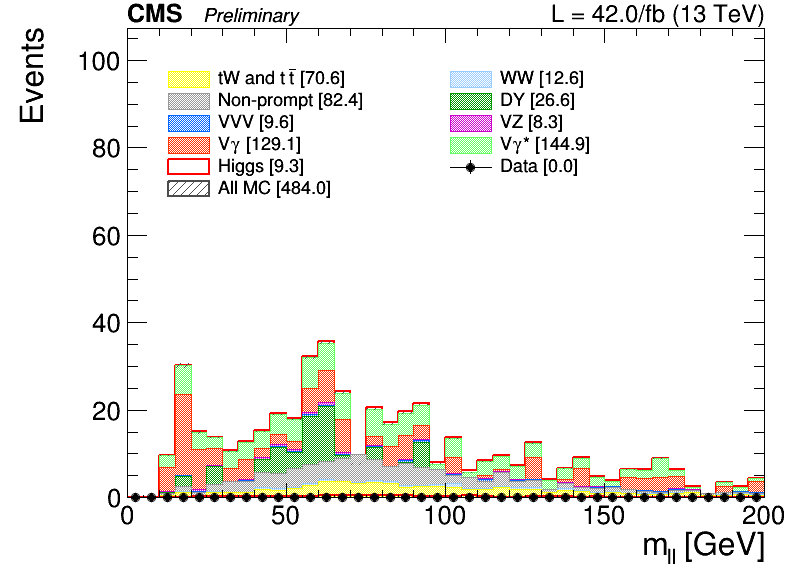 CMS Preliminary L = 42.0/fb (13 TeV)
Events
100
80
60
40
20
0
tW and tt̄ [70.6] WW [12.6]
Non-prompt [82.4] DY [26.6]
VVV [9.6] VZ [8.3]
Vγ [129.1] Vγ* [144.9]
Higgs [9.3] Data [0.0]
All MC [484.0]
0 50 100 150 200
m_ll [GeV]